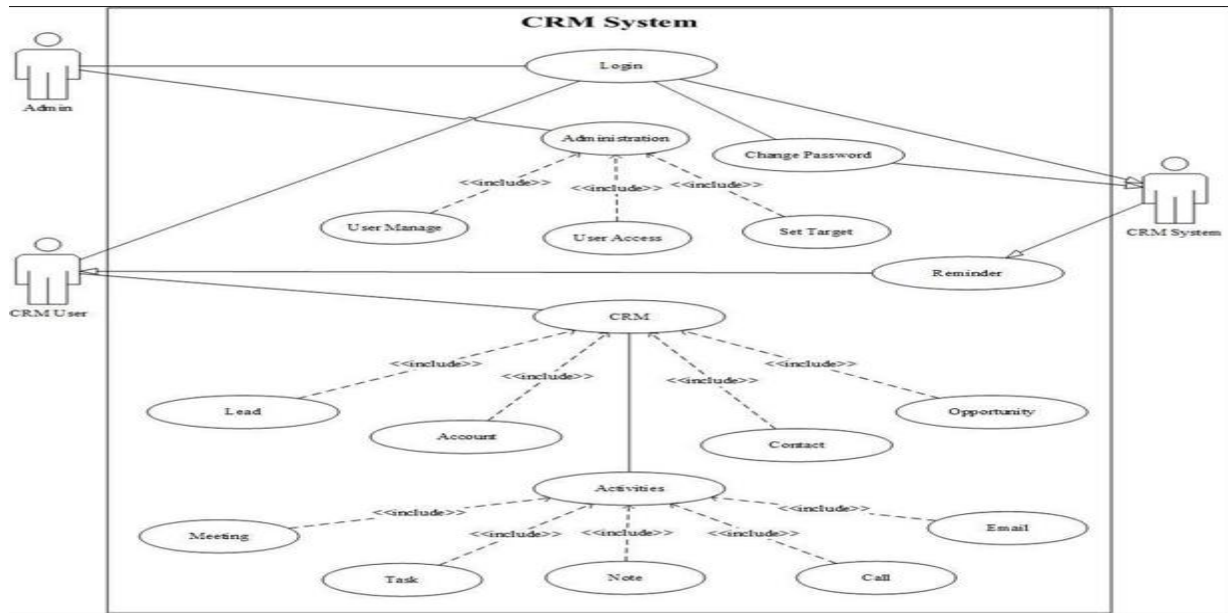 CRM System
Login
Admin
Administration
Change Password
<<include>>
<<include>>
<<include>>
User Manage
User Access
Set Target
CRM System
Reminder
CRM User
CRM
<<include>>
<<include>>
<<include>>
<<include>>
Lead
Account
Contact
Opportunity
Activities
<<include>>
<<include>>
<<include>>
<<include>>
<<include>>
Meeting
Task
Note
Call
Email